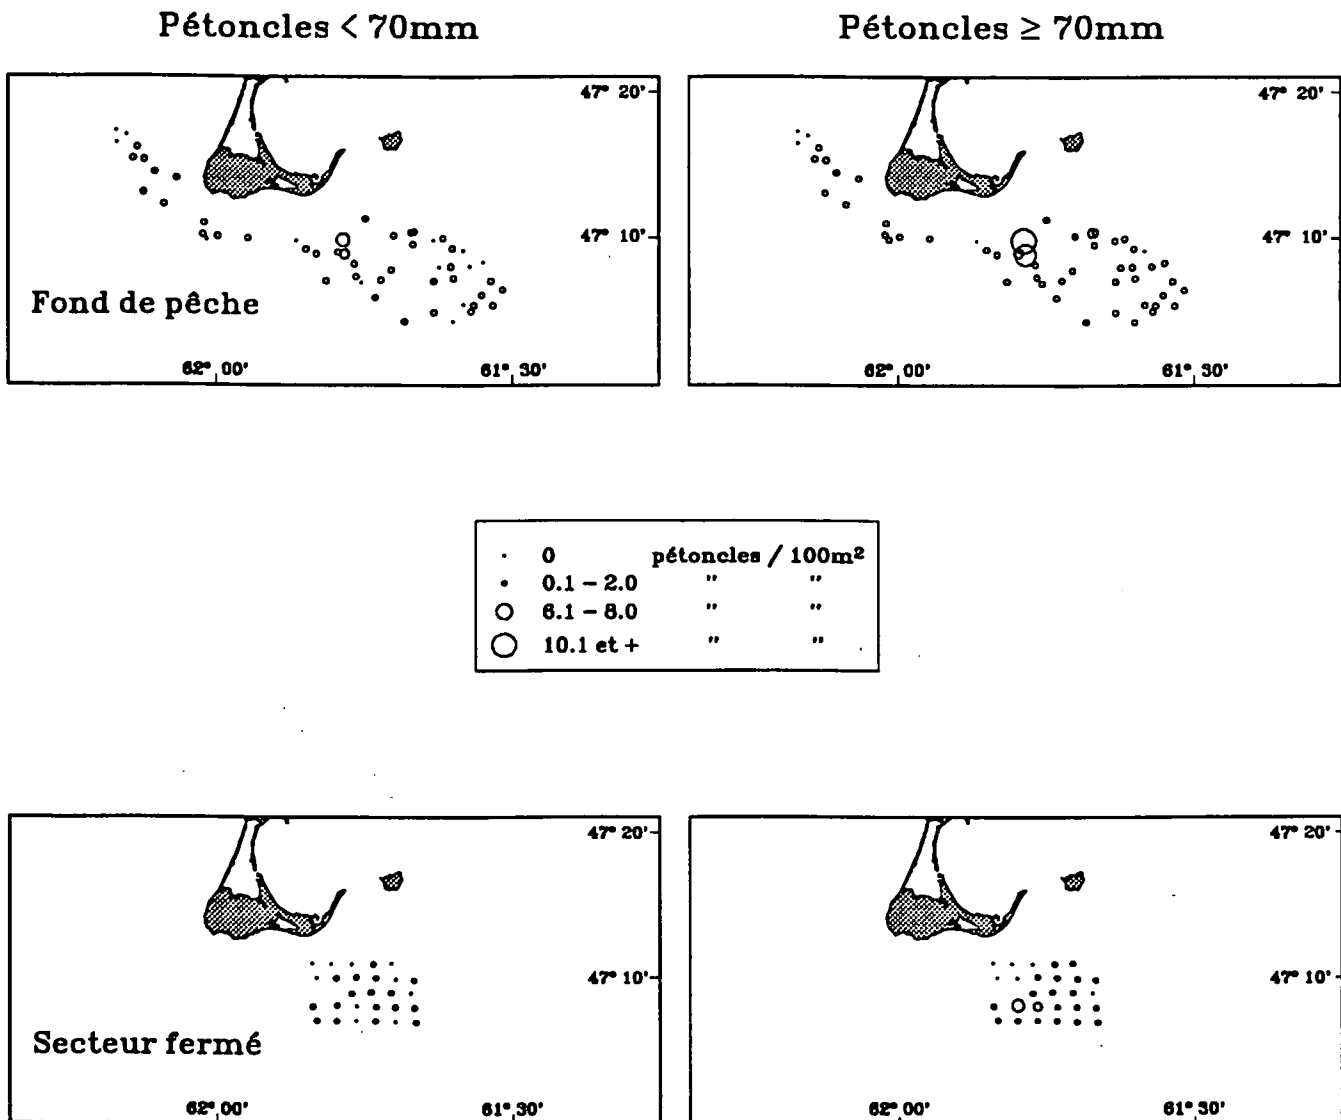 Pétoncles < 70mm
Pétoncles ≥ 70mm
47° 20'
47° 10'
Fond de pêche
62° 00'
61° 30'
47° 20'
47° 10'
62° 00'
61° 30'
0 pétoncles / 100m²
0.1 – 2.0 " "
6.1 – 8.0 " "
10.1 et + " "
47° 20'
47° 10'
Secteur fermé
62° 00'
61° 30'
47° 20'
47° 10'
62° 00'
61° 30'